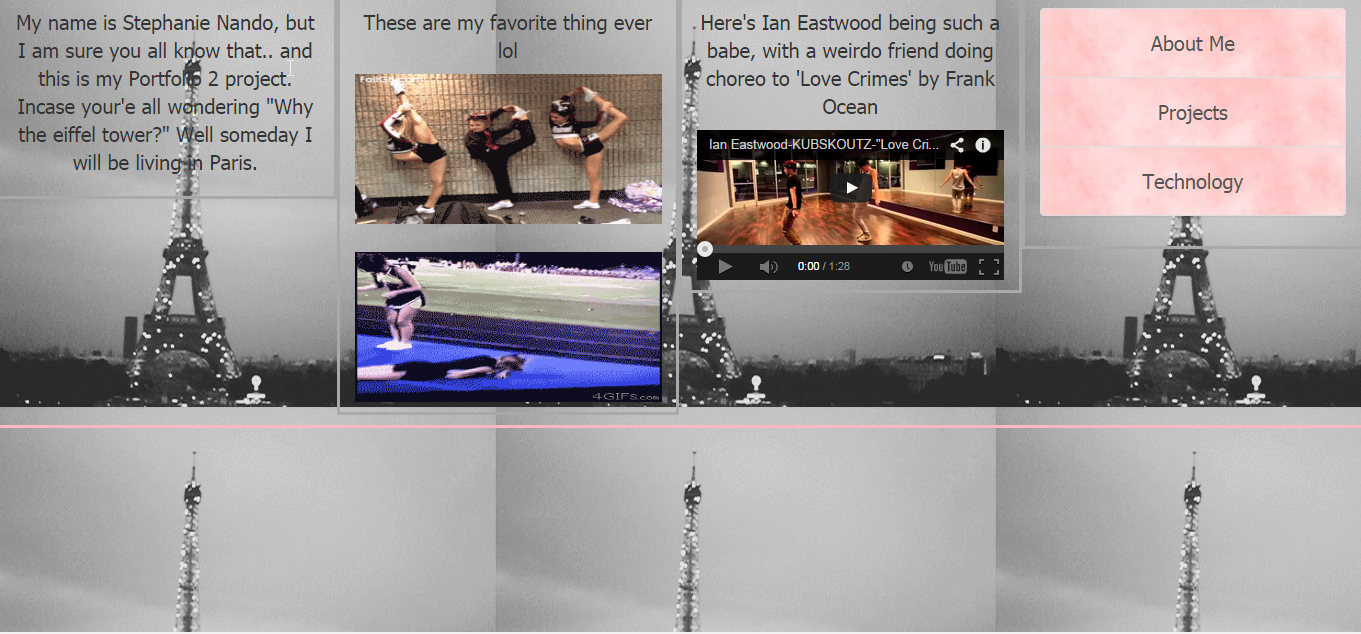 My name is Stephanie Nando, but
I am sure you all know that.. and
this is my Portfolio 2 project.
Incase your'e all wondering "Why
the eiffel tower?" Well someday I
will be living in Paris.
These are my favorite thing ever
lol
4GIFs.com
Here's Ian Eastwood being such a
babe, with a weirdo friend doing
choreo to 'Love Crimes' by Frank
Ocean
Ian Eastwood-KUBSKOUTZ-"Love Cri...
0:00 / 1:28
YouTube
About Me
Projects
Technology